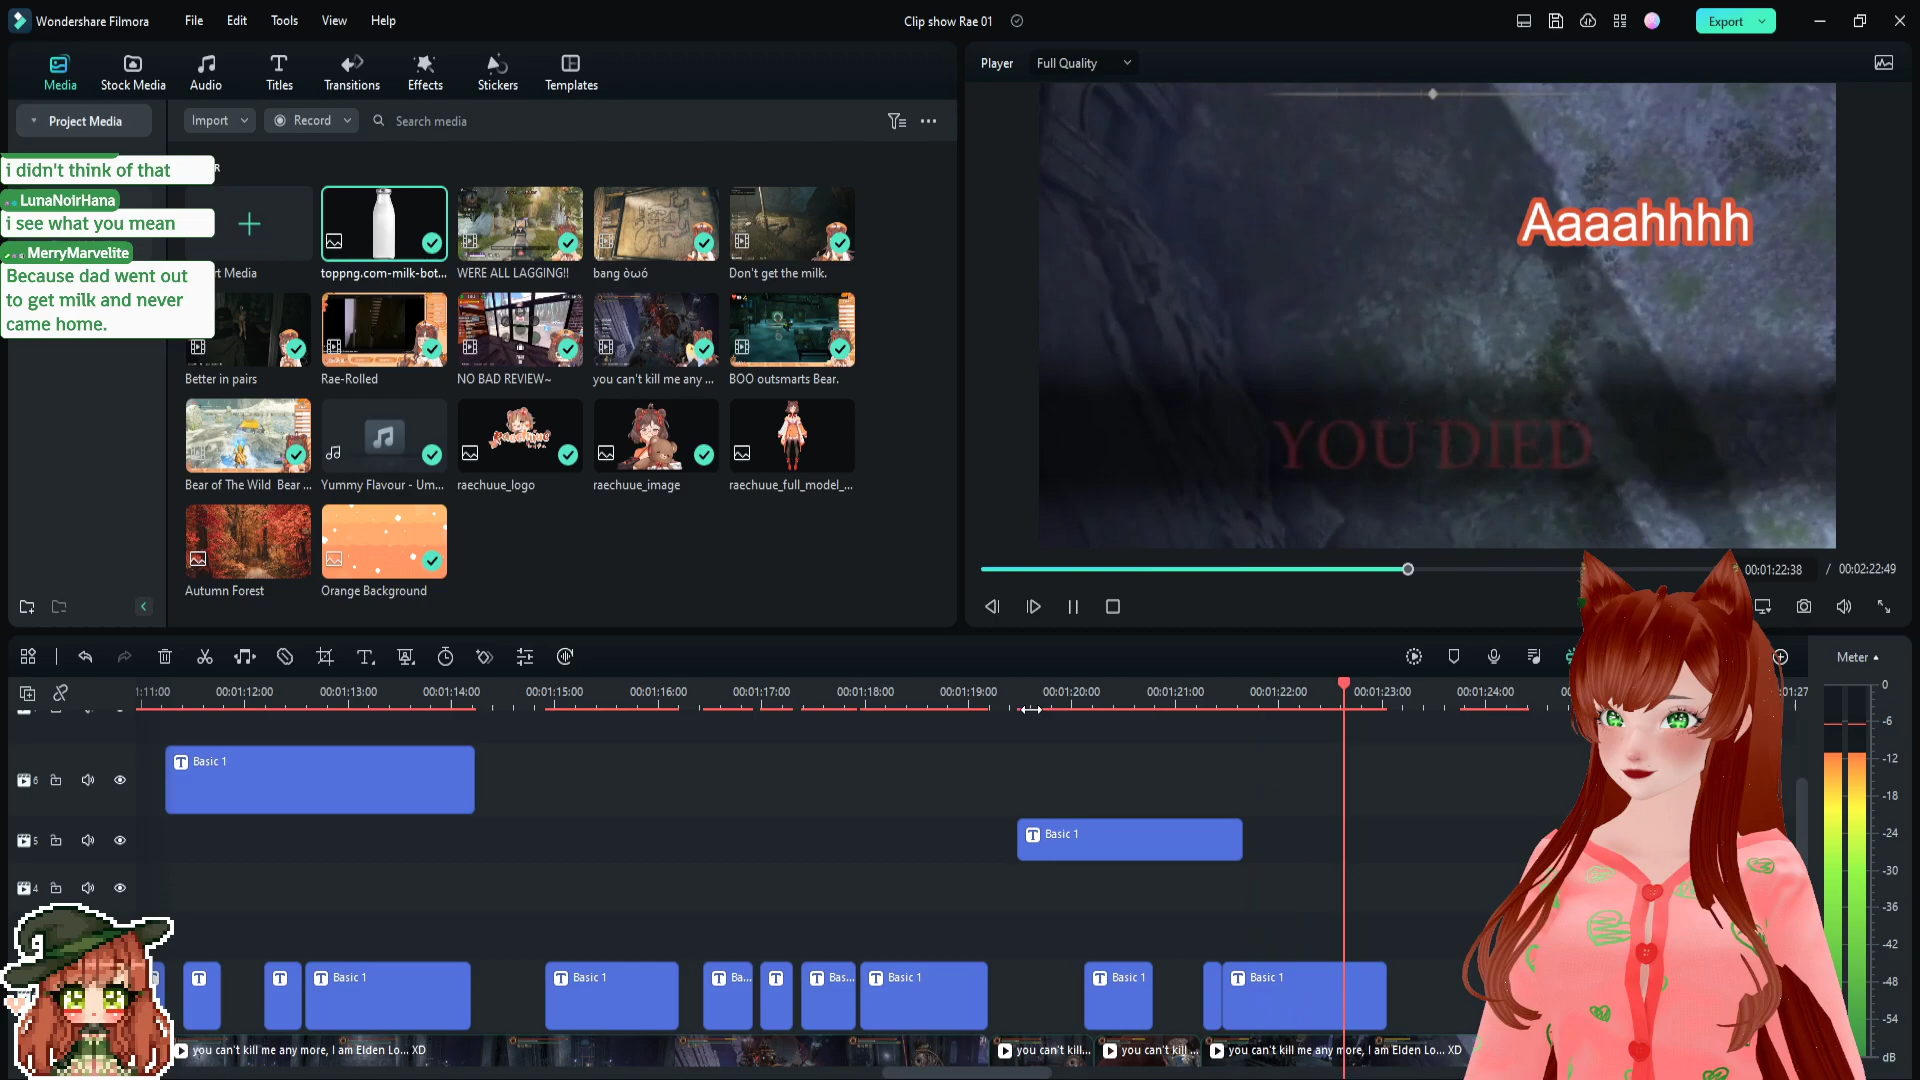 Wondershare Filmora
File
Edit
Tools
View
Help
Clip show Rae 01
Export
Media
Stock Media
Audio
Titles
Transitions
Effects
Stickers
Templates
Player
Full Quality
Project Media
Import
Record
Search media
i didn't think of that
LunaNoirHana
i see what you mean
MerryMarvelite
Because dad went out
to get milk and never
came home.
Media
toppng.com-milk-bot...
WERE ALL LAGGING!!
bang òωó
Don't get the milk.
Better in pairs
Rae-Rolled
NO BAD REVIEW~
you can't kill me any ...
BOO outsmarts Bear.
Bear of The Wild Bear ...
Yummy Flavour - Um...
raechuue_logo
raechuue_image
raechuue_full_model_...
Autumn Forest
Orange Background
Aaaahhhh
YOU DIED
00:01:22:38 / 00:02:22:49
Meter
1:11:00
00:01:12:00
00:01:13:00
00:01:14:00
00:01:15:00
00:01:16:00
00:01:17:00
00:01:18:00
00:01:19:00
00:01:20:00
00:01:21:00
00:01:22:00
00:01:23:00
00:01:24:00
01:27
0
-6
-12
-18
-24
-30
-36
-42
-48
-54
dB
6
Basic 1
5
Basic 1
4
Basic 1
Basic 1
Ba...
Bas...
Basic 1
Basic 1
Basic 1
you can't kill me any more, I am Elden Lo... XD
you can't kill...
you can't kill ...
you can't kill me any more, I am Elden Lo... XD